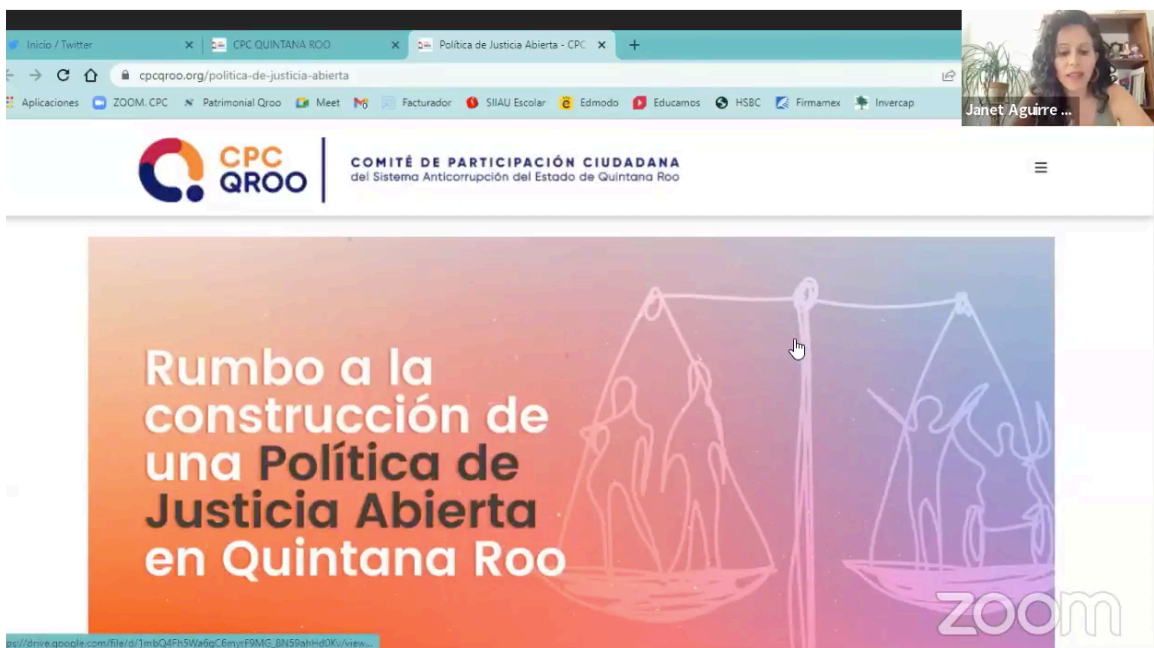 Inicio / Twitter
CPC QUINTANA ROO
Política de Justicia Abierta - CPC
cpcqroo.org/politica-de-justicia-abierta
Aplicaciones ZOOM. CPC Patrimonial Qroo Meet Facturador SIIAU Escolar Edmodo Educamos HSBC Firmamex Invercap
Janet Aguirre ...
CPC
QROO
COMITÉ DE PARTICIPACIÓN CIUDADANA
del Sistema Anticorrupción del Estado de Quintana Roo
Rumbo a la
construcción de
una Política de
Justicia Abierta
en Quintana Roo
zoom